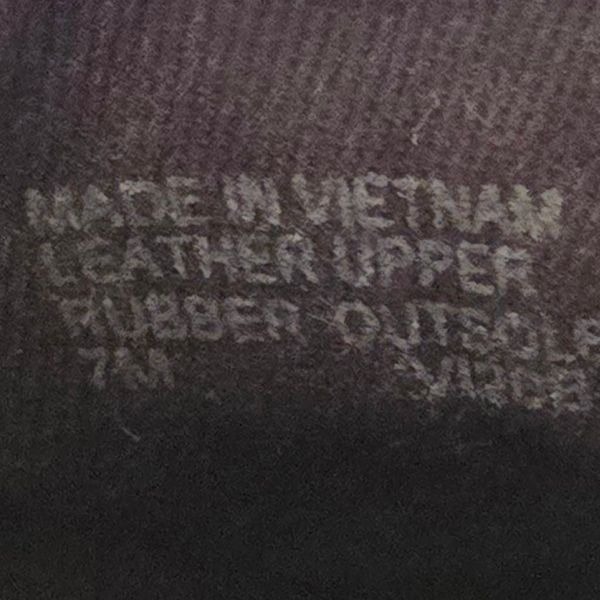 MADE IN VIETNAM
LEATHER UPPER
RUBBER OUTSOLE
7M